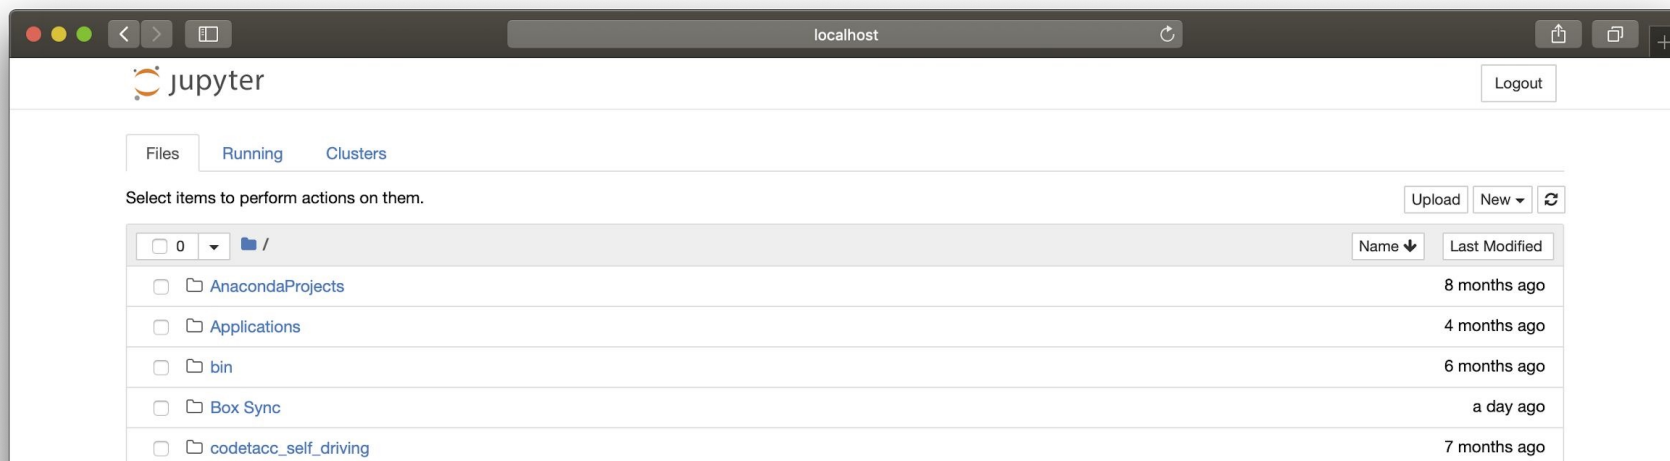 localhost
jupyter
Logout
Files Running Clusters
Select items to perform actions on them.
Upload New
0 / Name Last Modified
AnacondaProjects 8 months ago
Applications 4 months ago
bin 6 months ago
Box Sync a day ago
codetacc_self_driving 7 months ago